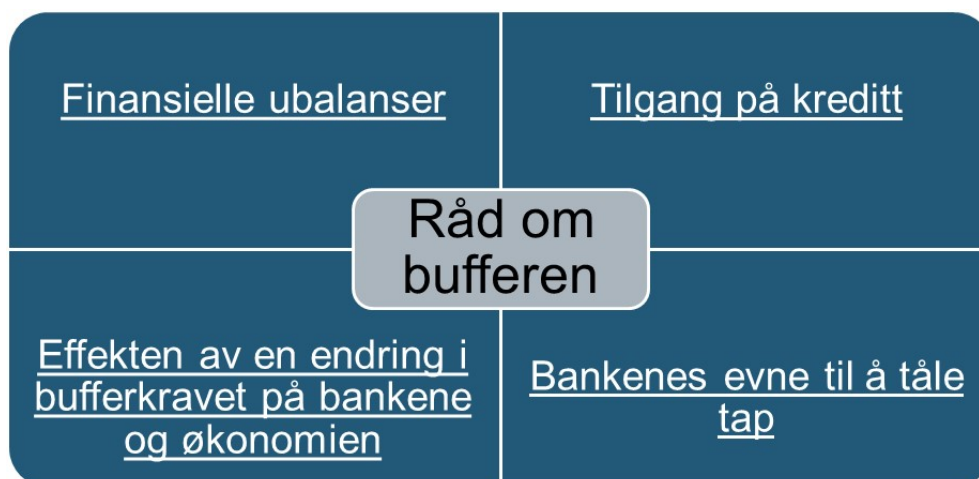 Finansielle ubalanser
Tilgang på kreditt
Råd om
bufferen
Effekten av en endring i
bufferkravet på bankene
og økonomien
Bankenes evne til å tåle
tap